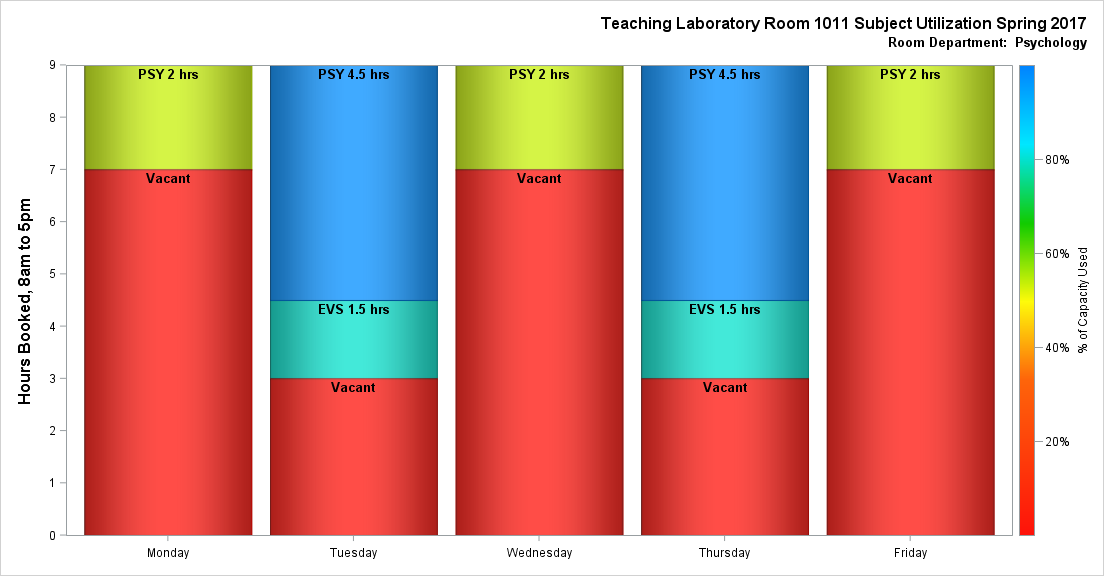 Teaching Laboratory Room 1011 Subject Utilization Spring 2017
Room Department:  Psychology
Hours Booked, 8am to 5pm
9
8
7
6
5
4
3
2
1
0
PSY 2 hrs
Vacant
PSY 4.5 hrs
EVS 1.5 hrs
Vacant
PSY 2 hrs
Vacant
PSY 4.5 hrs
EVS 1.5 hrs
Vacant
PSY 2 hrs
Vacant
Monday
Tuesday
Wednesday
Thursday
Friday
80%
60%
40%
20%
% of Capacity Used